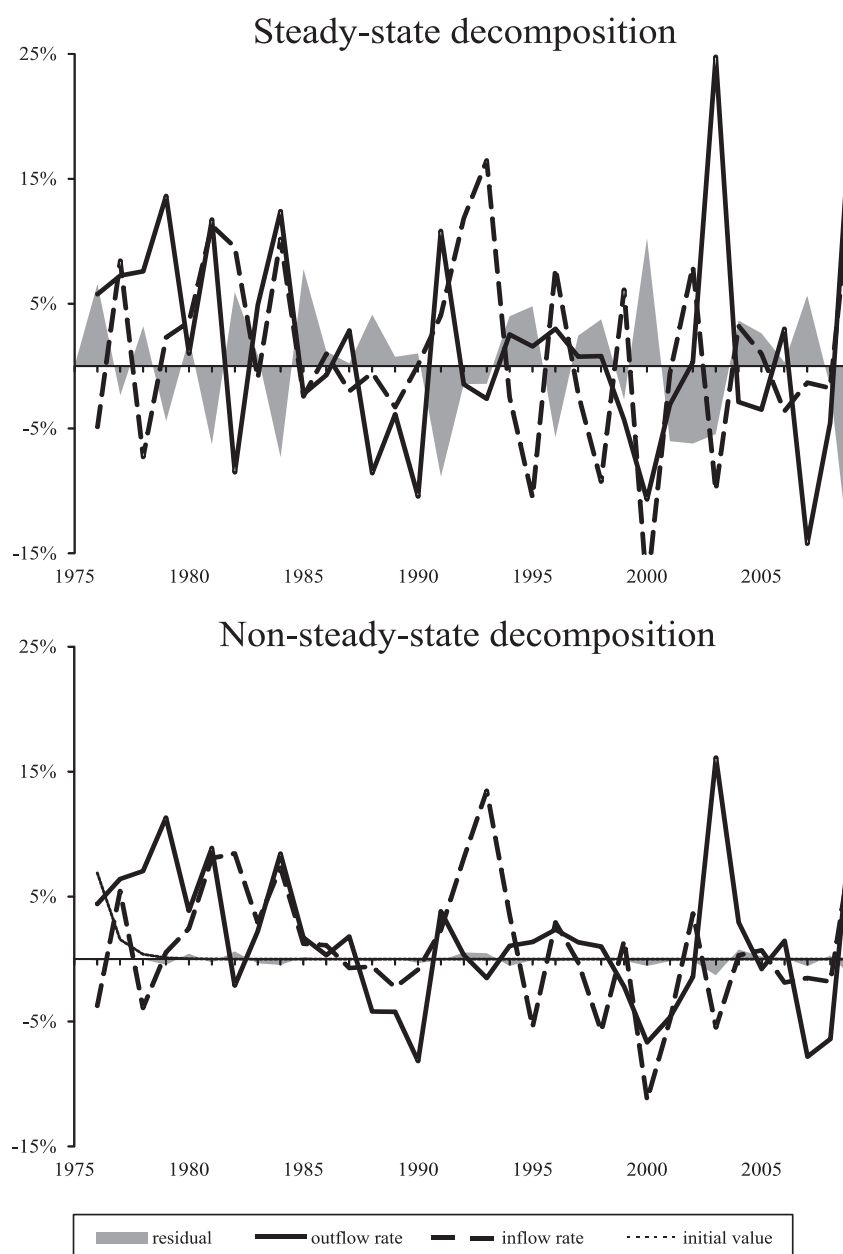 Steady-state decomposition
25%
15%
5%
-5%
-15%
1975 1980 1985 1990 1995 2000 2005
Non-steady-state decomposition
25%
15%
5%
-5%
-15%
1975 1980 1985 1990 1995 2000 2005
residual outflow rate inflow rate initial value